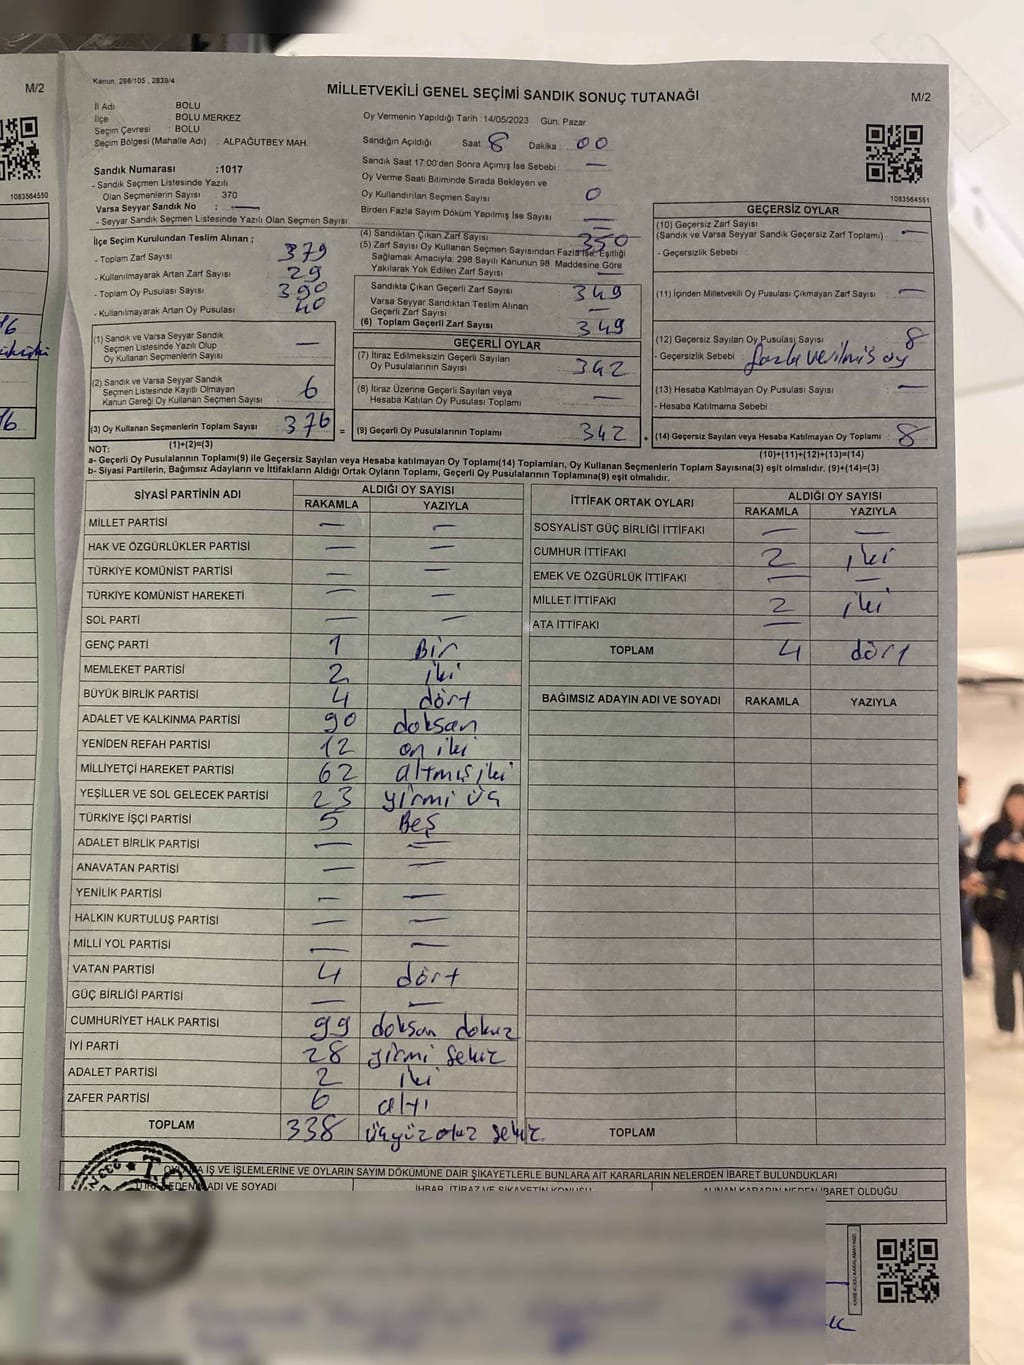 Kanun, 298/105 , 2839/4
MİLLETVEKİLİ GENEL SEÇİMİ SANDIK SONUÇ TUTANAĞI
M/2
M/2
İl Adı BOLU
İlçe : BOLU MERKEZ
Seçim Çevresi : BOLU
Seçim Bölgesi (Mahalle Adı) : ALPAĞUTBEY MAH.
Oy Vermenin Yapıldığı Tarih : 14/05/2023 Gün: Pazar
Sandığın Açıldığı Saat 8 Dakika : 00
Sandık Saat 17:00'den Sonra Açımış İse Sebebi —
Oy Verme Saati Bitiminde Sırada Bekleyen ve
Oy Kullandırılan Seçmen Sayısı 0
Birden Fazla Sayım Döküm Yapılmış İse Sayısı —
Sandık Numarası :1017
- Sandık Seçmen Listesinde Yazılı
Olan Seçmenlerin Sayısı : 370
Varsa Seyyar Sandık No : —
- Seyyar Sandık Seçmen Listesinde Yazılı Olan Seçmen Sayısı
1083564550
1083564561
İlçe Seçim Kurulundan Teslim Alınan ;
- Toplam Zarf Sayısı 379
- Kullanılmayarak Artan Zarf Sayısı 29
- Toplam Oy Pusulası Sayısı 390
- Kullanılmayarak Artan Oy Pusulası 40
(1) Sandık ve Varsa Seyyar Sandık
Seçmen Listesinde Yazılı Olup
Oy Kullanan Seçmenlerin Sayısı —
(2) Sandık ve Varsa Seyyar Sandık
Seçmen Listesinde Kayıtlı Olmayan
Kanun Gereği Oy Kullanan Seçmen Sayısı 6
(3) Oy Kullanan Seçmenlerin Toplam Sayısı 376 =
(1)+(2)=(3)
(4) Sandıktan Çıkan Zarf Sayısı 350
(5) Zarf Sayısı Oy Kullanan Seçmen Sayısından Fazla İse, Eşitliği
Sağlamak Amacıyla; 298 Sayılı Kanunun 98. Maddesine Göre
Yakılarak Yok Edilen Zarf Sayısı —
Sandıkta Çıkan Geçerli Zarf Sayısı 349
Varsa Seyyar Sandıktan Teslim Alınan
Geçerli Zarf Sayısı —
(6) Toplam Geçerli Zarf Sayısı 349
GEÇERLİ OYLAR
(7) İtiraz Edilmeksizin Geçerli Sayılan
Oy Pusulalarının Sayısı 342
(8) İtiraz Üzerine Geçerli Sayılan veya
Hesaba Katılan Oy Pusulası Toplamı —
(9) Geçerli Oy Pusulalarının Toplamı 342 +
GEÇERSİZ OYLAR
(10) Geçersiz Zarf Sayısı
(Sandık ve Varsa Seyyar Sandık Geçersiz Zarf Toplamı) —
- Geçersizlik Sebebi :
(11) İçinden Milletvekili Oy Pusulası Çıkmayan Zarf Sayısı —
(12) Geçersiz Sayılan Oy Pusulası Sayısı 8
- Geçersizlik Sebebi : fazla verilmiş oy
(13) Hesaba Katılmayan Oy Pusulası Sayısı —
- Hesaba Katılmama Sebebi :
(14) Geçersiz Sayılan veya Hesaba Katılmayan Oy Toplamı 8
(10)+(11)+(12)+(13)=(14)
NOT:
a- Geçerli Oy Pusulalarının Toplamı(9) ile Geçersiz Sayılan veya Hesaba katılmayan Oy Toplamı(14) Toplamları, Oy Kullanan Seçmenlerin Toplam Sayısına(3) eşit olmalıdır. (9)+(14)=(3)
b- Siyasi Partilerin, Bağımsız Adayların ve İttifakların Aldığı Ortak Oyların Toplamı, Geçerli Oy Pusulalarının Toplamına(9) eşit olmalıdır.
SİYASİ PARTİNİN ADI ALDIĞI OY SAYISI
RAKAMLA YAZIYLA
MİLLET PARTİSİ — —
HAK VE ÖZGÜRLÜKLER PARTİSİ — —
TÜRKİYE KOMÜNİST PARTİSİ — —
TÜRKİYE KOMÜNİST HAREKETİ — —
SOL PARTİ — —
GENÇ PARTİ 1 Bir
MEMLEKET PARTİSİ 2 iki
BÜYÜK BİRLİK PARTİSİ 4 dört
ADALET VE KALKINMA PARTİSİ 90 doksan
YENİDEN REFAH PARTİSİ 12 on iki
MİLLİYETÇİ HAREKET PARTİSİ 62 altmış iki
YEŞİLLER VE SOL GELECEK PARTİSİ 23 yirmi üç
TÜRKİYE İŞÇİ PARTİSİ 5 Beş
ADALET BİRLİK PARTİSİ — —
ANAVATAN PARTİSİ — —
YENİLİK PARTİSİ — —
HALKIN KURTULUŞ PARTİSİ — —
MİLLİ YOL PARTİSİ — —
VATAN PARTİSİ 4 dört
GÜÇ BİRLİĞİ PARTİSİ — —
CUMHURİYET HALK PARTİSİ 99 doksan dokuz
İYİ PARTİ 28 yirmi sekiz
ADALET PARTİSİ 2 iki
ZAFER PARTİSİ 6 altı
TOPLAM 338 üçyüz otuz sekiz
İTTİFAK ORTAK OYLARI ALDIĞI OY SAYISI
RAKAMLA YAZIYLA
SOSYALİST GÜÇ BİRLİĞİ İTTİFAKI — —
CUMHUR İTTİFAKI 2 iki
EMEK VE ÖZGÜRLÜK İTTİFAKI — —
MİLLET İTTİFAKI 2 iki
ATA İTTİFAKI —
TOPLAM 4 dört
BAĞIMSIZ ADAYIN ADI VE SOYADI RAKAMLA YAZIYLA
TOPLAM
İŞ VE İŞLEMLERİNE VE OYLARIN SAYIM DÖKÜMÜNE DAİR ŞİKAYETLERLE BUNLARA AİT KARARLARIN NELERDEN İBARET BULUNDUKLARI
ADI VE SOYADI İHBAR, İTİRAZ VE ŞİKAYETİN KONUSU ALINAN KARARIN NEDEN İBARET OLDUĞU